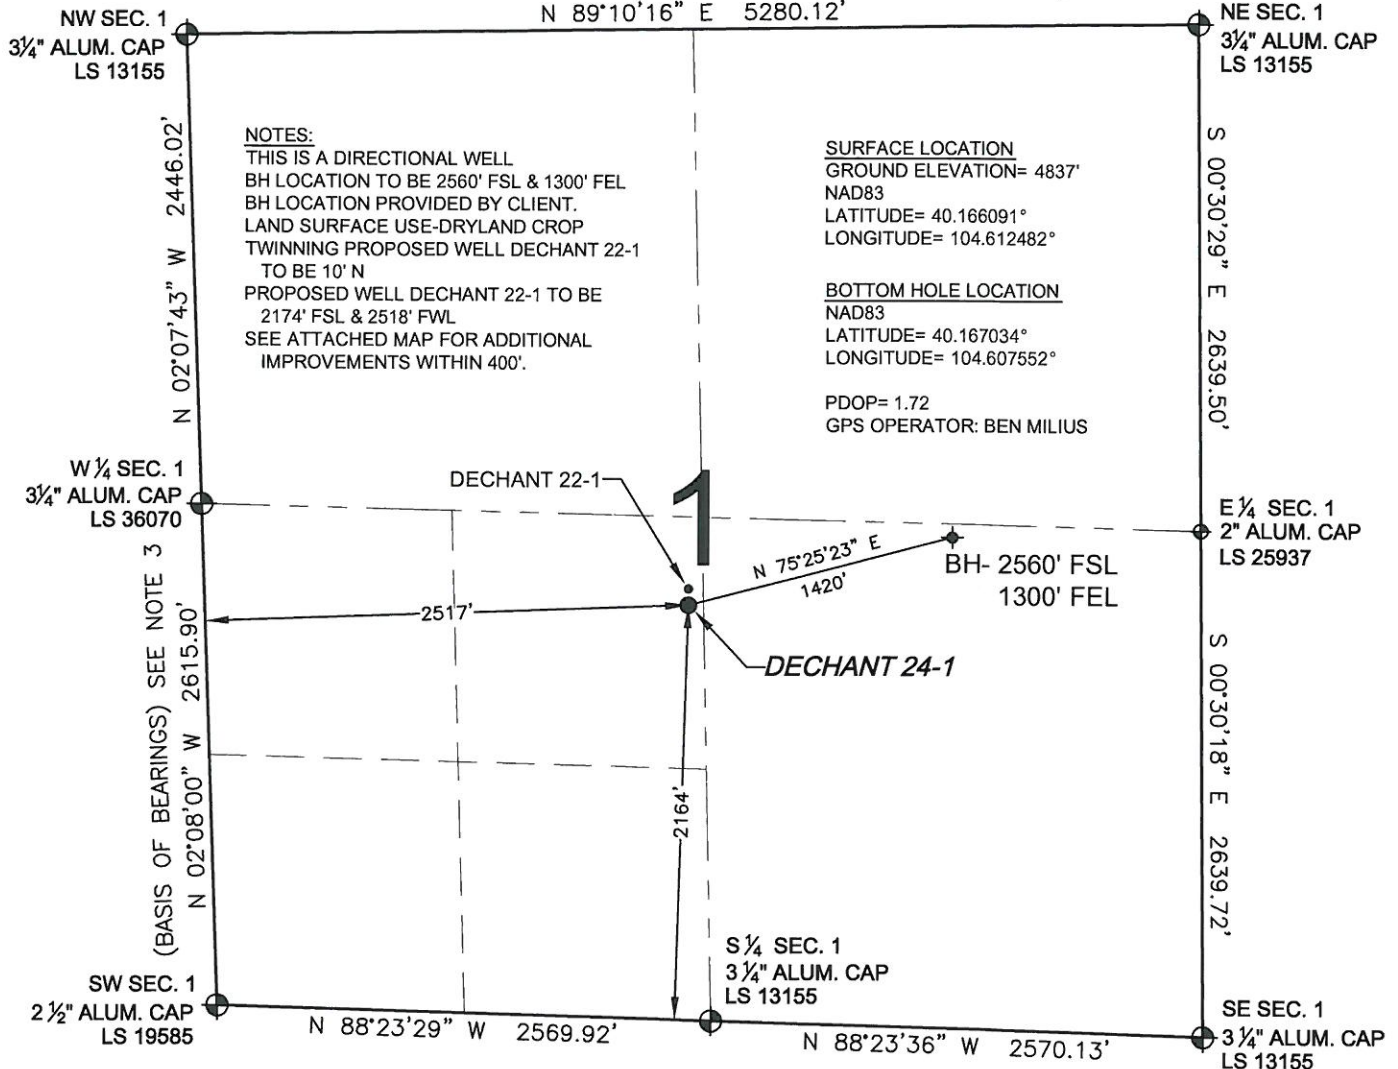 N 89°10'16" E 5280.12'
NW SEC. 1
3¼" ALUM. CAP
LS 13155
NE SEC. 1
3¼" ALUM. CAP
LS 13155
NOTES:
THIS IS A DIRECTIONAL WELL
BH LOCATION TO BE 2560' FSL & 1300' FEL
BH LOCATION PROVIDED BY CLIENT.
LAND SURFACE USE-DRYLAND CROP
TWINNING PROPOSED WELL DECHANT 22-1
TO BE 10' N
PROPOSED WELL DECHANT 22-1 TO BE
2174' FSL & 2518' FWL
SEE ATTACHED MAP FOR ADDITIONAL
IMPROVEMENTS WITHIN 400'.
SURFACE LOCATION
GROUND ELEVATION= 4837'
NAD83
LATITUDE= 40.166091°
LONGITUDE= 104.612482°
BOTTOM HOLE LOCATION
NAD83
LATITUDE= 40.167034°
LONGITUDE= 104.607552°
PDOP= 1.72
GPS OPERATOR: BEN MILIUS
N 02°07'43" W 2446.02'
S 00°30'29" E 2639.50'
W ¼ SEC. 1
3¼" ALUM. CAP
LS 36070
DECHANT 22-1
1
E ¼ SEC. 1
2" ALUM. CAP
LS 25937
N 75°25'23" E
1420'
BH- 2560' FSL
1300' FEL
2517'
DECHANT 24-1
(BASIS OF BEARINGS) SEE NOTE 3
N 02°08'00" W 2615.90'
2164'
S 00°30'18" E 2639.72'
S ¼ SEC. 1
3 ¼" ALUM. CAP
LS 13155
SW SEC. 1
2 ½" ALUM. CAP
LS 19585
N 88°23'29" W 2569.92'
N 88°23'36" W 2570.13'
SE SEC. 1
3 ¼" ALUM. CAP
LS 13155